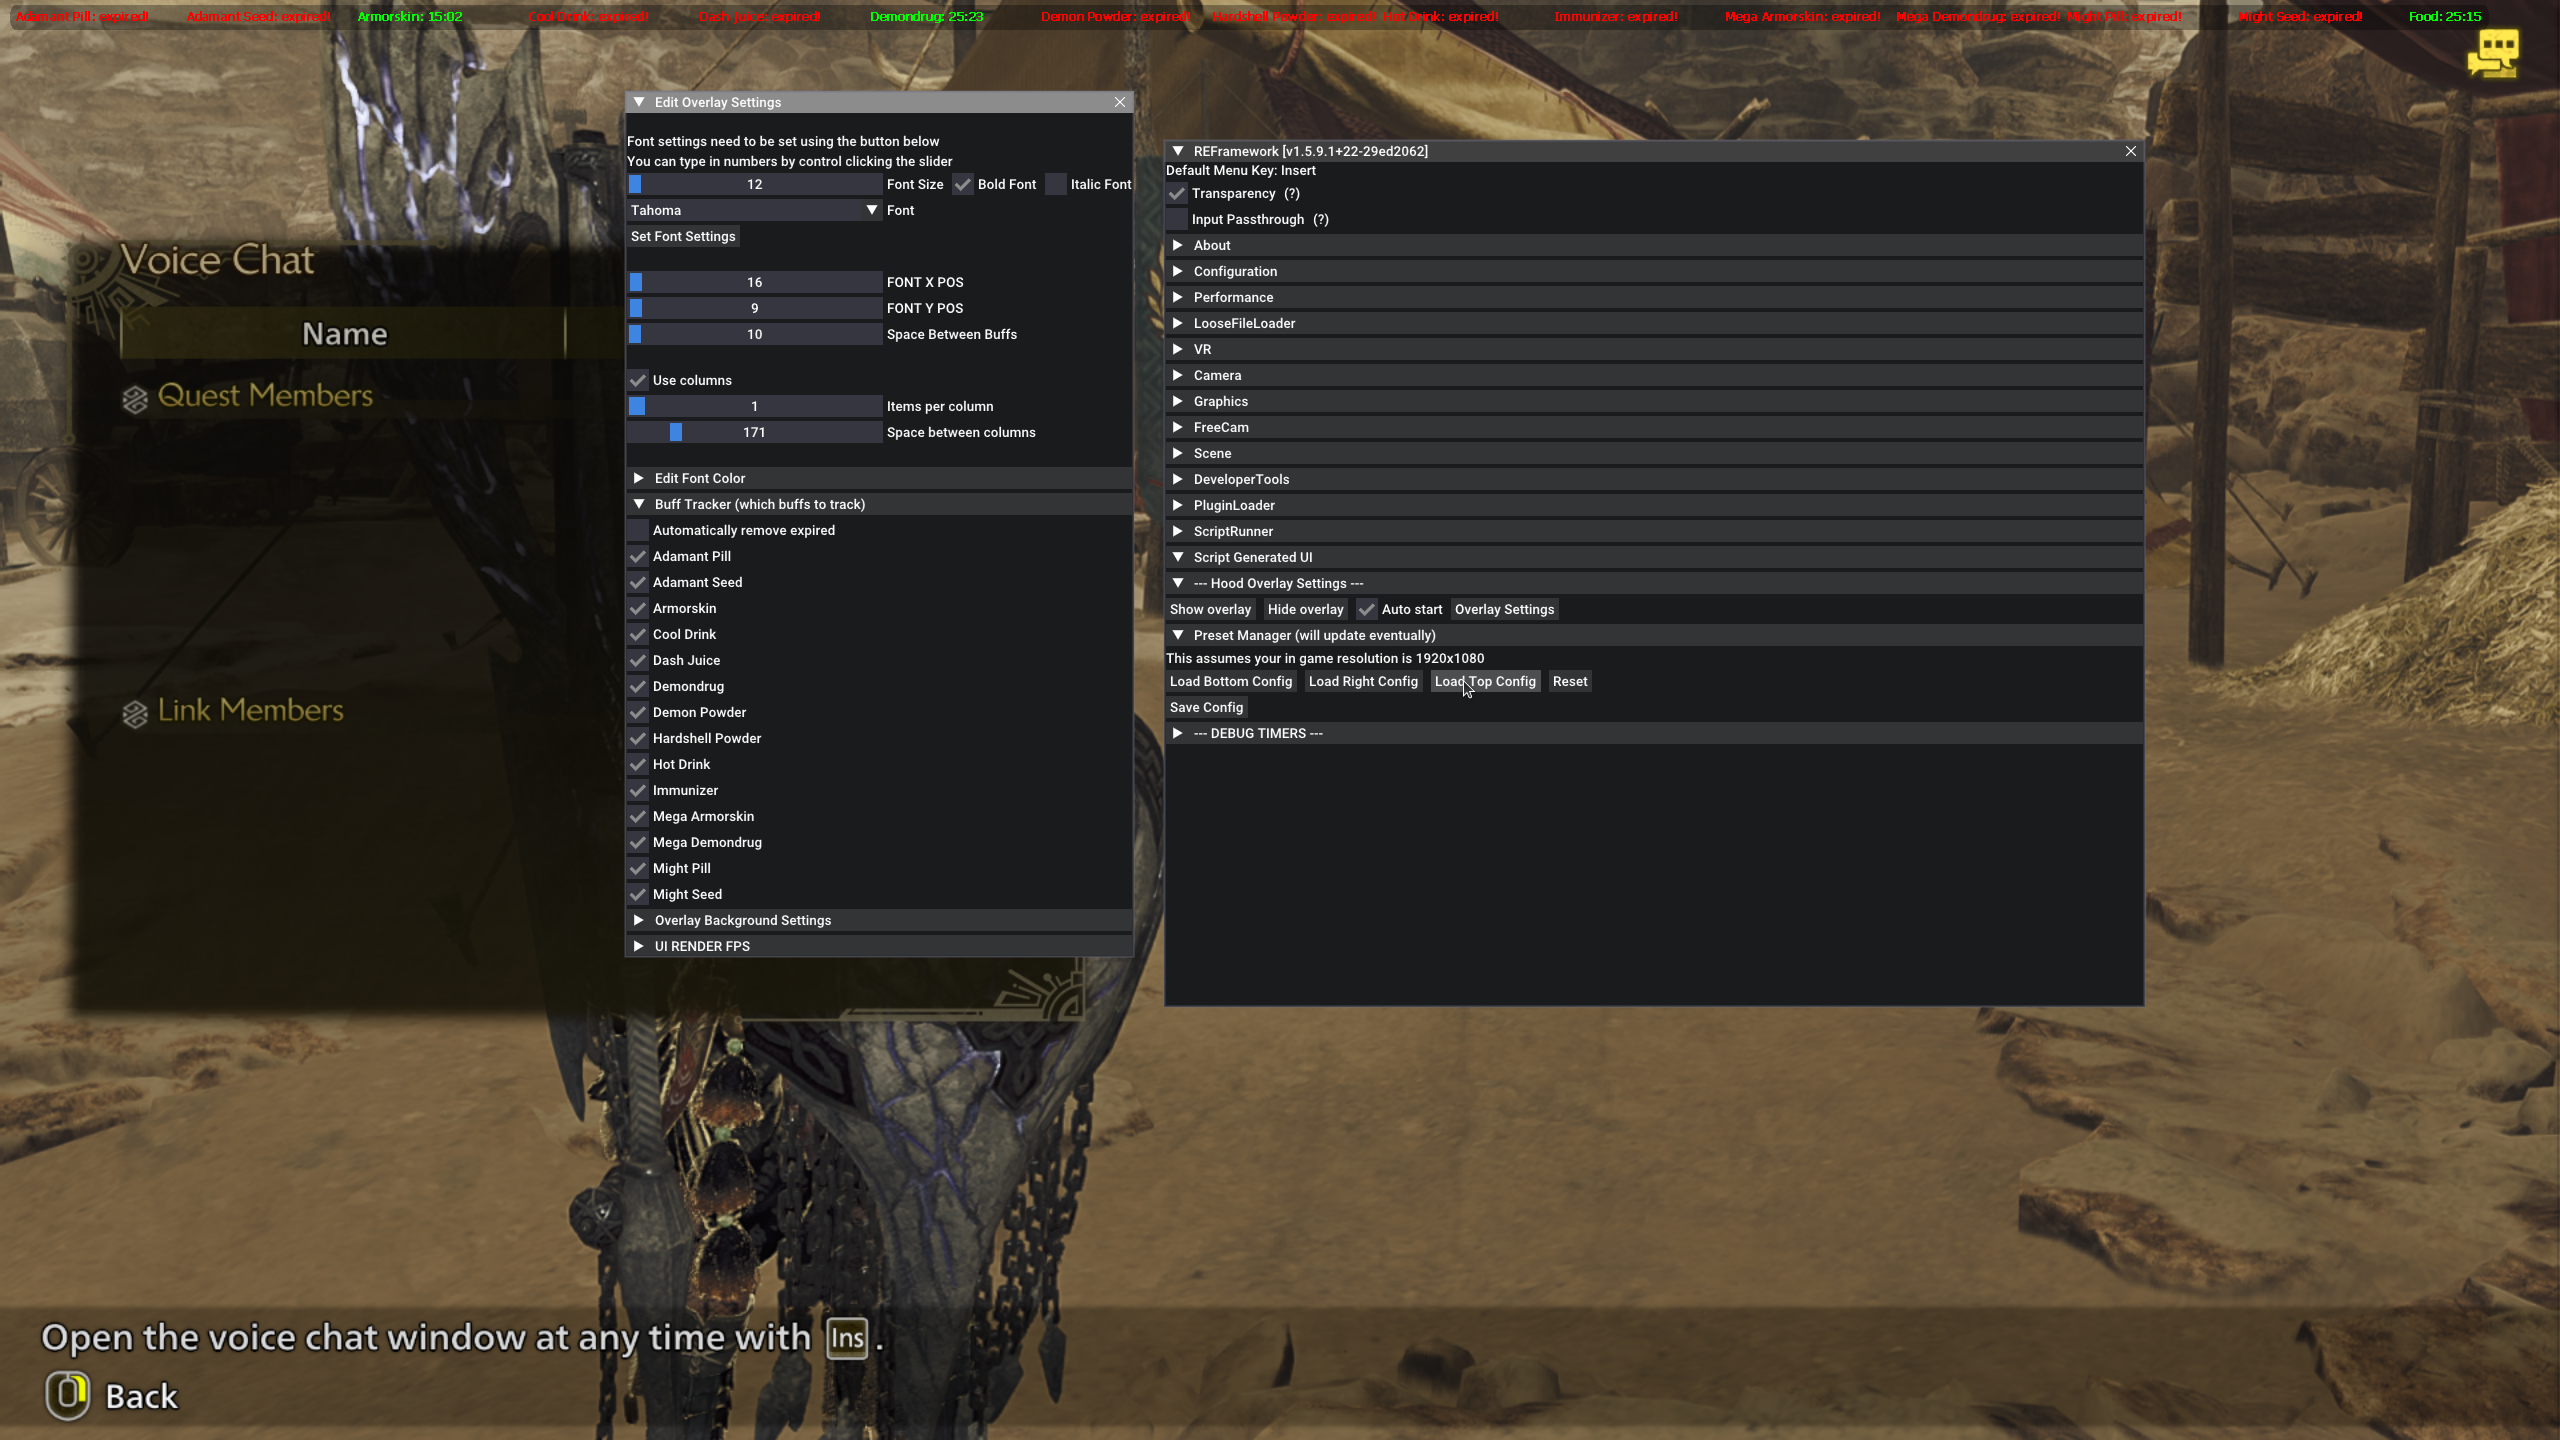 Adamant Pill: expired! Adamant Seed: expired! Armorskin: 15:02 Cool Drink: expired! Dash Juice: expired! Demondrug: 25:23 Demon Powder: expired! Hardshell Powder: expired! Hot Drink: expired! Immunizer: expired! Mega Armorskin: expired! Mega Demondrug: expired! Might Pill: expired! Might Seed: expired! Food: 25:15
Voice Chat
Name
Quest Members
Link Members
Edit Overlay Settings
Font settings need to be set using the button below
You can type in numbers by control clicking the slider
12 Font Size Bold Font Italic Font
Tahoma Font
Set Font Settings
16 FONT X POS
9 FONT Y POS
10 Space Between Buffs
Use columns
1 Items per column
171 Space between columns
Edit Font Color
Buff Tracker (which buffs to track)
Automatically remove expired
Adamant Pill
Adamant Seed
Armorskin
Cool Drink
Dash Juice
Demondrug
Demon Powder
Hardshell Powder
Hot Drink
Immunizer
Mega Armorskin
Mega Demondrug
Might Pill
Might Seed
Overlay Background Settings
UI RENDER FPS
REFramework [v1.5.9.1+22-29ed2062]
Default Menu Key: Insert
Transparency (?)
Input Passthrough (?)
About
Configuration
Performance
LooseFileLoader
VR
Camera
Graphics
FreeCam
Scene
DeveloperTools
PluginLoader
ScriptRunner
Script Generated UI
--- Hood Overlay Settings ---
Show overlay Hide overlay Auto start Overlay Settings
Preset Manager (will update eventually)
This assumes your in game resolution is 1920x1080
Load Bottom Config Load Right Config Load Top Config Reset
Save Config
--- DEBUG TIMERS ---
Open the voice chat window at any time with Ins .
Back